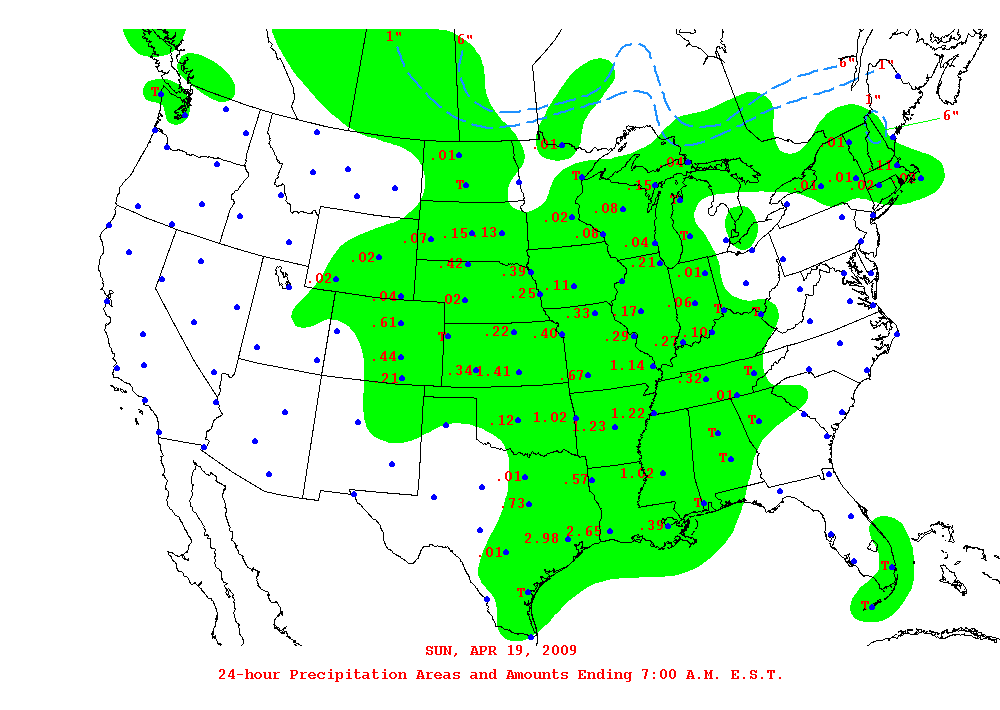 1" 6"
6" 1"
T
1"
6"
.01 .01 .01
.01 T T .04 .11
.15 .01 .01 .02 .02
T
.02 .08
.07 .15 .13 .08 .04 T
.02 .42 .39 .21 .01
.02 .11
.04 .02 .25 .06
.61 .33 .17 T T
T .22 .40 .29 .27 .10
.44 .34 1.41 .67 1.14 T
.21 .32
.01
.12 1.02 1.23 1.22 T
T
.01 .57 1.02 T
.73 T
2.98 2.65 .39
.01
T
T T
SUN, APR 19, 2009
24-hour Precipitation Areas and Amounts Ending 7:00 A.M. E.S.T.